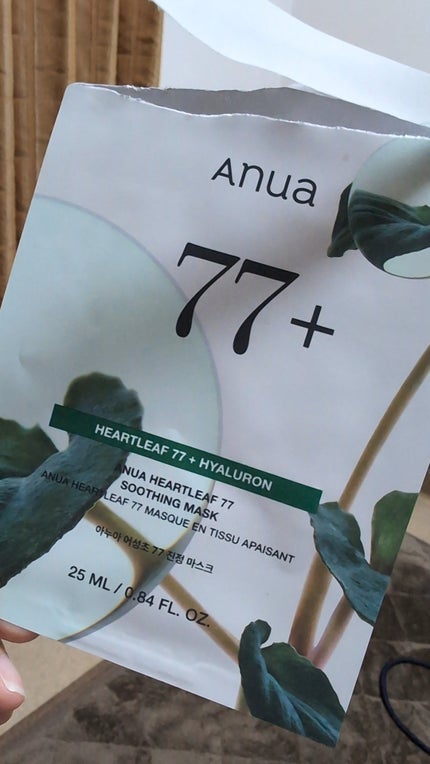 Anua
77+
HEARTLEAF 77 + HYALURON
ANUA HEARTLEAF 77
SOOTHING MASK
ANUA HEARTLEAF 77 MASQUE EN TISSU APAISANT
아누아 어성초 77 진정 마스크
25 ML / 0.84 FL. OZ.